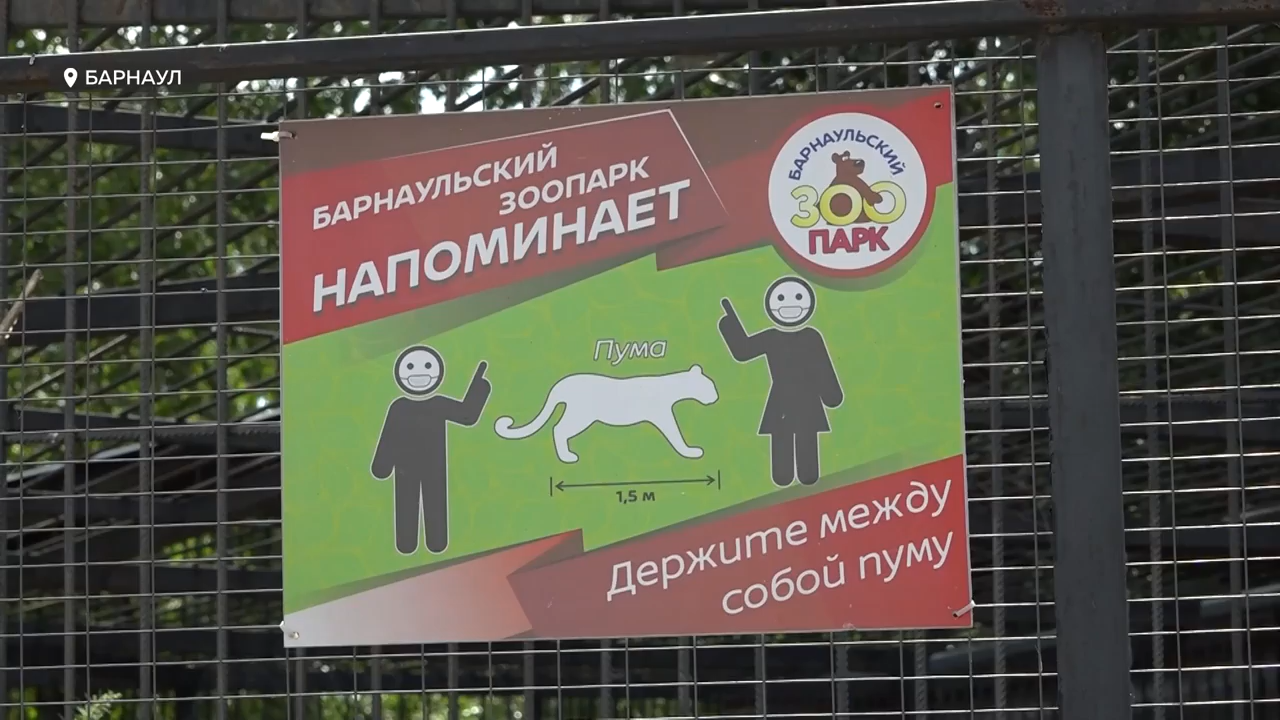 БАРНАУЛ
БАРНАУЛЬСКИЙ
ЗООПАРК
НАПОМИНАЕТ
БАРНАУЛЬСКИЙ
ЗОО
ПАРК
Пума
1,5 м
Держите между
собой пуму